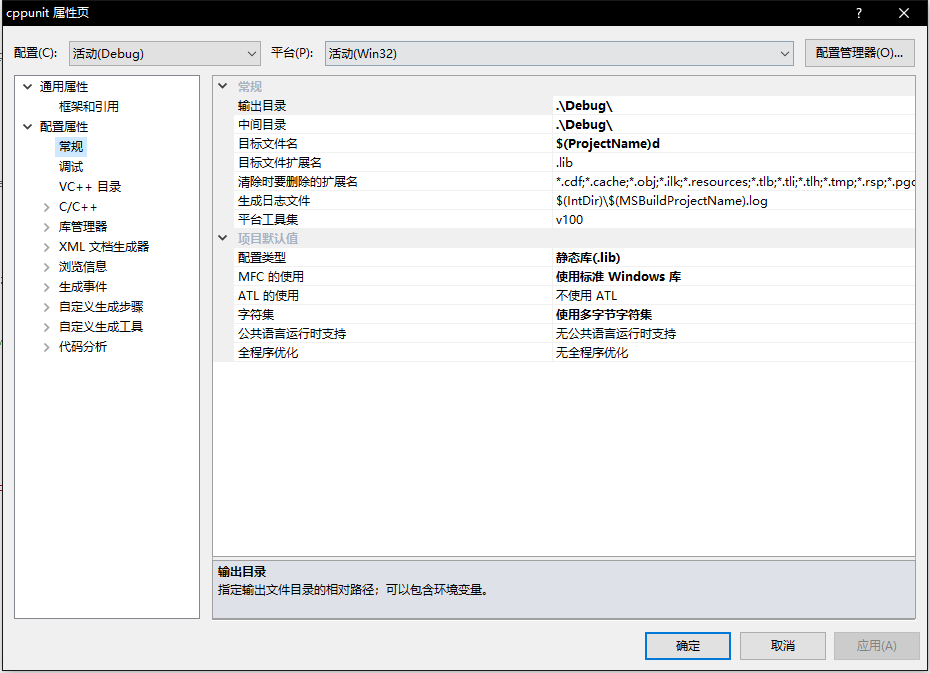 cppunit 属性页
配置(C): 活动(Debug) 平台(P): 活动(Win32) 配置管理器(O)...
通用属性
框架和引用
配置属性
常规
调试
VC++ 目录
C/C++
库管理器
XML 文档生成器
浏览信息
生成事件
自定义生成步骤
自定义生成工具
代码分析
常规
输出目录 .\Debug\
中间目录 .\Debug\
目标文件名 $(ProjectName)d
目标文件扩展名 .lib
清除时要删除的扩展名 *.cdf;*.cache;*.obj;*.ilk;*.resources;*.tlb;*.tli;*.tlh;*.tmp;*.rsp;*.pgc
生成日志文件 $(IntDir)\$(MSBuildProjectName).log
平台工具集 v100
项目默认值
配置类型 静态库(.lib)
MFC 的使用 使用标准 Windows 库
ATL 的使用 不使用 ATL
字符集 使用多字节字符集
公共语言运行时支持 无公共语言运行时支持
全程序优化 无全程序优化
输出目录
指定输出文件目录的相对路径；可以包含环境变量。
确定 取消 应用(A)